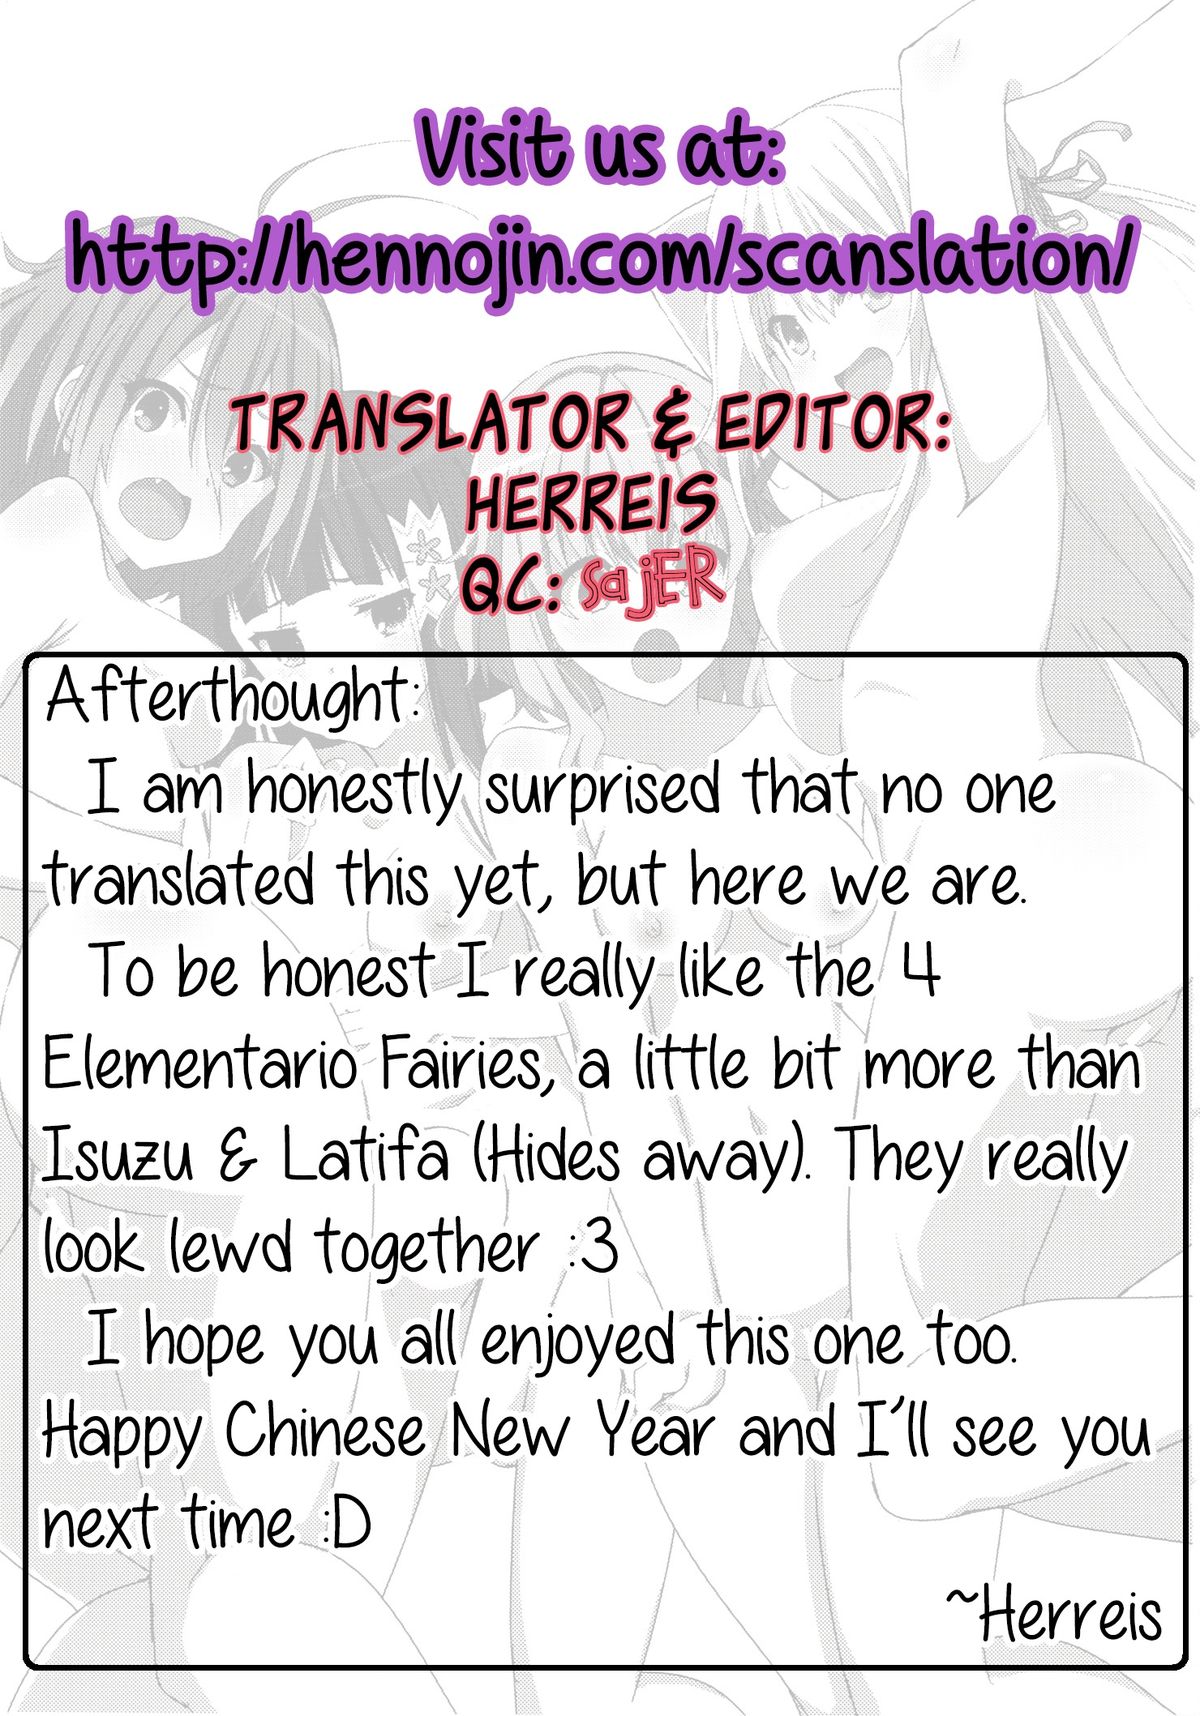 Visit us at:
http://hennojin.com/scanslation/
TRANSLATOR & EDITOR:
HERREIS
QC: SajER
Afterthought:
I am honestly surprised that no one
translated this yet, but here we are.
To be honest I really like the 4
Elementario Fairies, a little bit more than
Isuzu & Latifa (Hides away). They really
look lewd together :3
I hope you all enjoyed this one too.
Happy Chinese New Year and I'll see you
next time :D
~Herreis